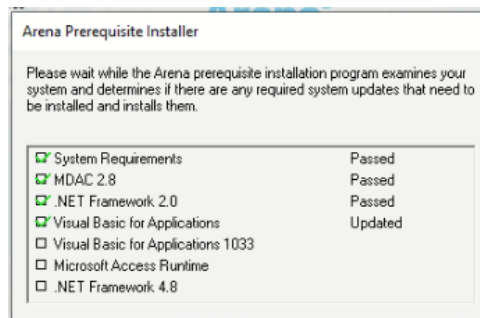 Arena Prerequisite Installer
Please wait while the Arena prerequisite installation program examines your
system and determines if there are any required system updates that need to
be installed and installs them.
System Requirements Passed
MDAC 2.8 Passed
.NET Framework 2.0 Passed
Visual Basic for Applications Updated
Visual Basic for Applications 1033
Microsoft Access Runtime
.NET Framework 4.8